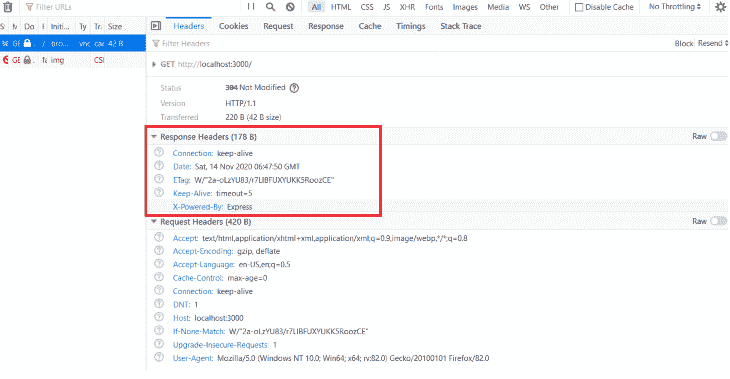 Filter URLs
All HTML CSS JS XHR Fonts Images Media WS Other Disable Cache No Throttling
S M Do Initi... Ty Tra Size
Headers Cookies Request Response Cache Timings Stack Trace
GE / bro... vnc cac 42 B
Filter Headers Block Resend
GE fa img CSI
GET http://localhost:3000/
Status 304 Not Modified
Version HTTP/1.1
Transferred 220 B (42 B size)
Response Headers (178 B) Raw
Connection: keep-alive
Date: Sat, 14 Nov 2020 06:47:50 GMT
ETag: W/"2a-oLzYU83/r7LIBFUXYUKK5RoozCE"
Keep-Alive: timeout=5
X-Powered-By: Express
Request Headers (420 B) Raw
Accept: text/html,application/xhtml+xml,application/xml;q=0.9,image/webp,*/*;q=0.8
Accept-Encoding: gzip, deflate
Accept-Language: en-US,en;q=0.5
Cache-Control: max-age=0
Connection: keep-alive
DNT: 1
Host: localhost:3000
If-None-Match: W/"2a-oLzYU83/r7LIBFUXYUKK5RoozCE"
Upgrade-Insecure-Requests: 1
User-Agent: Mozilla/5.0 (Windows NT 10.0; Win64; x64; rv:82.0) Gecko/20100101 Firefox/82.0